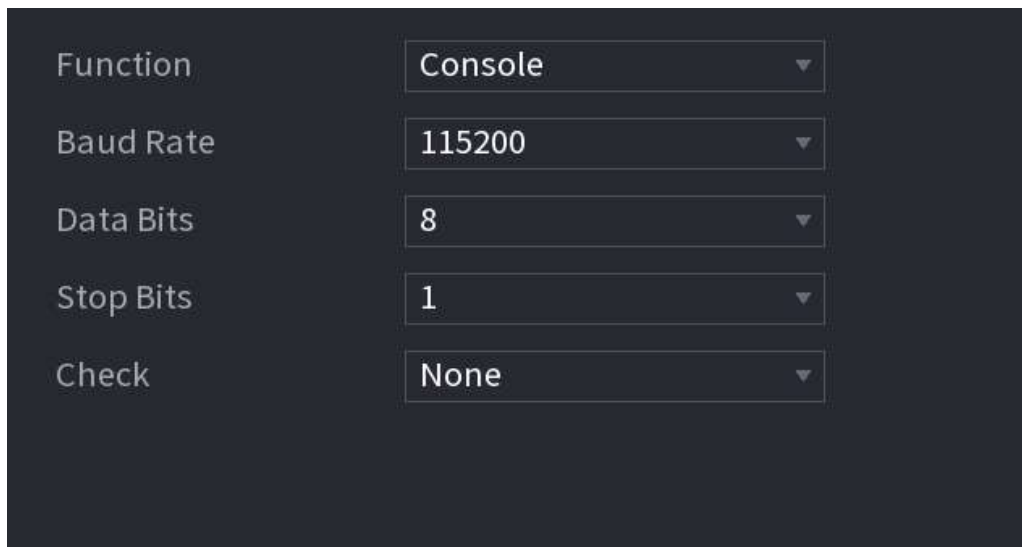 Function Console
Baud Rate 115200
Data Bits 8
Stop Bits 1
Check None